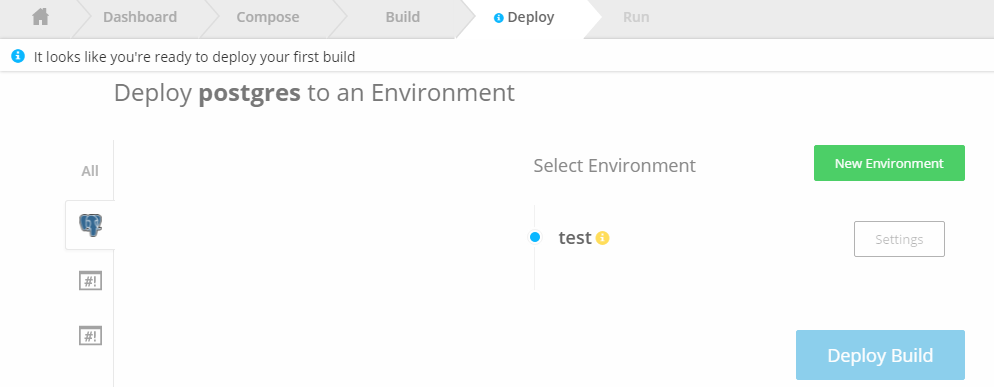 Dashboard
Compose
Build
Deploy
Run
It looks like you're ready to deploy your first build
Deploy postgres to an Environment
All
Select Environment
New Environment
test
Settings
#!
#!
Deploy Build